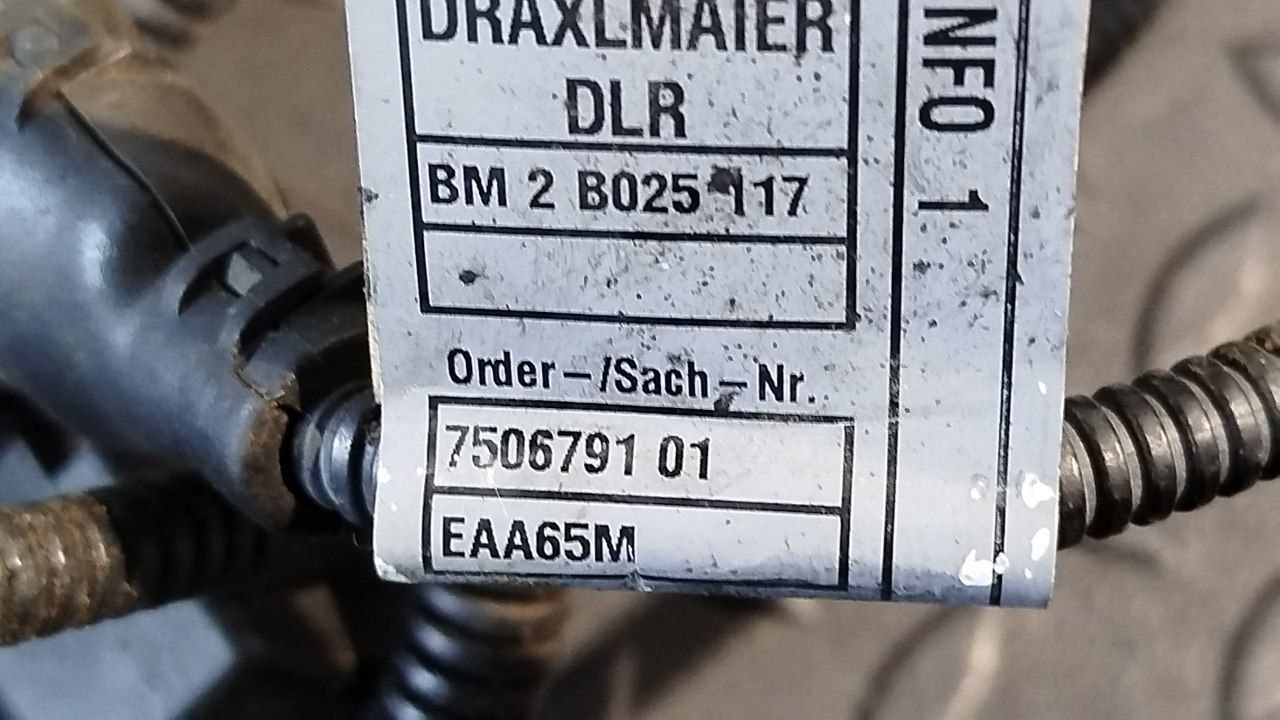 DRAXLMAIER
DLR
BM 2 B025 117
Order-/Sach-Nr.
7506791 01
EAA65M
NFO 1